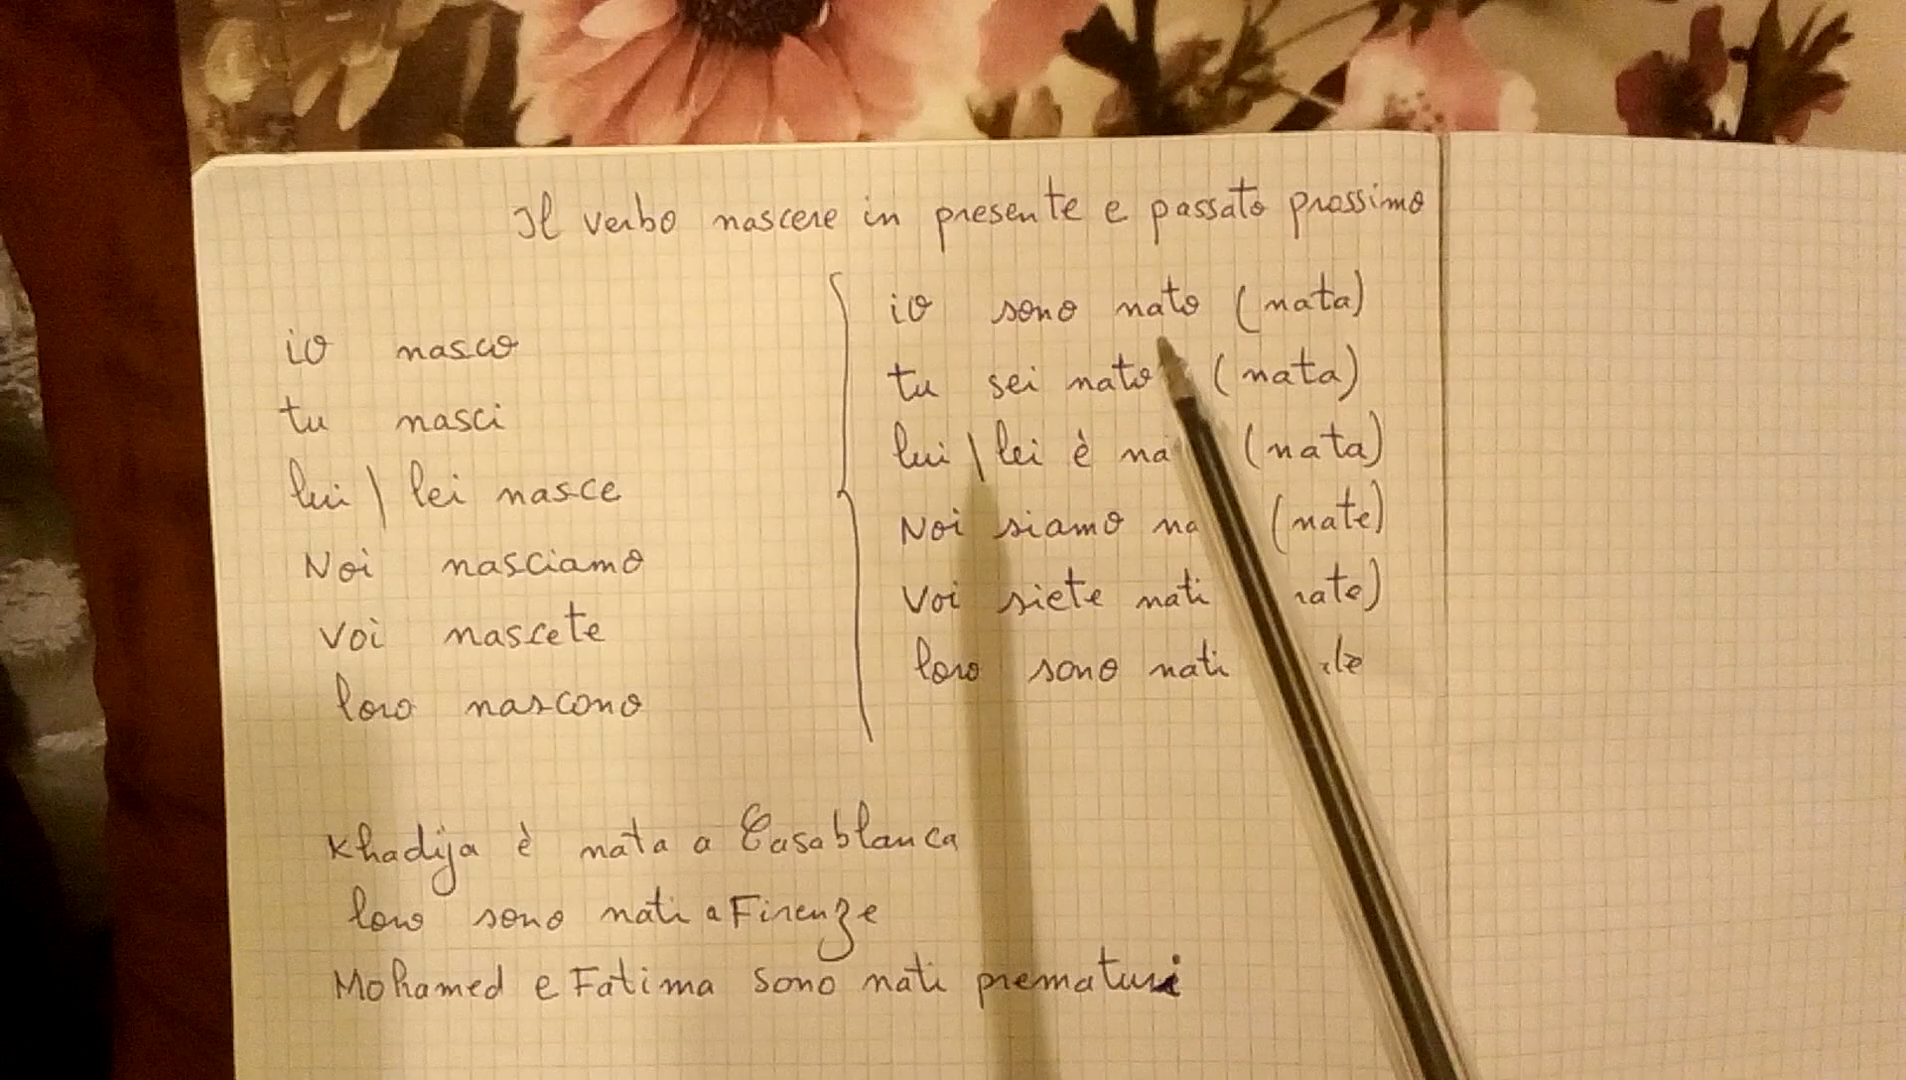 Il verbo nascere in presente e passato prossimo
io nasco
tu nasci
lui | lei nasce
Noi nasciamo
Voi nascete
loro nascono
io sono nato (nata)
tu sei nato (nata)
lui | lei è (nata)
Noi siamo (nate)
Voi siete nati
loro sono nati
Khadija è nata a Casablanca
loro sono nati a Firenze
Mohamed e Fatima sono nati prematuri